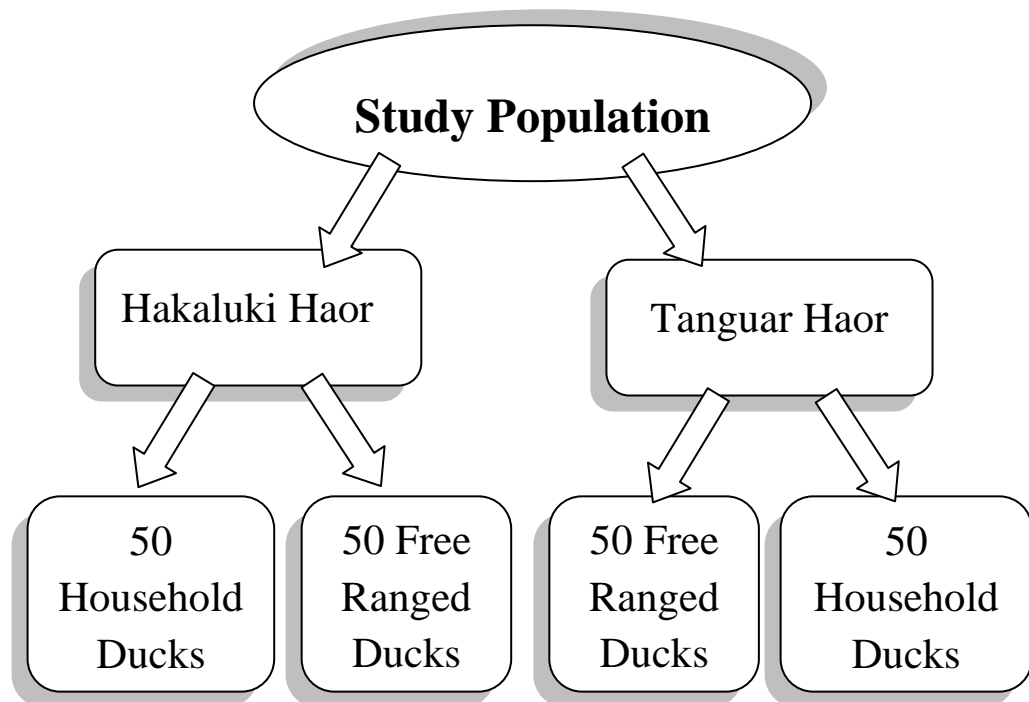 Study Population
Hakaluki Haor
Tanguar Haor
50
Household
Ducks
50 Free
Ranged
Ducks
50 Free
Ranged
Ducks
50
Household
Ducks